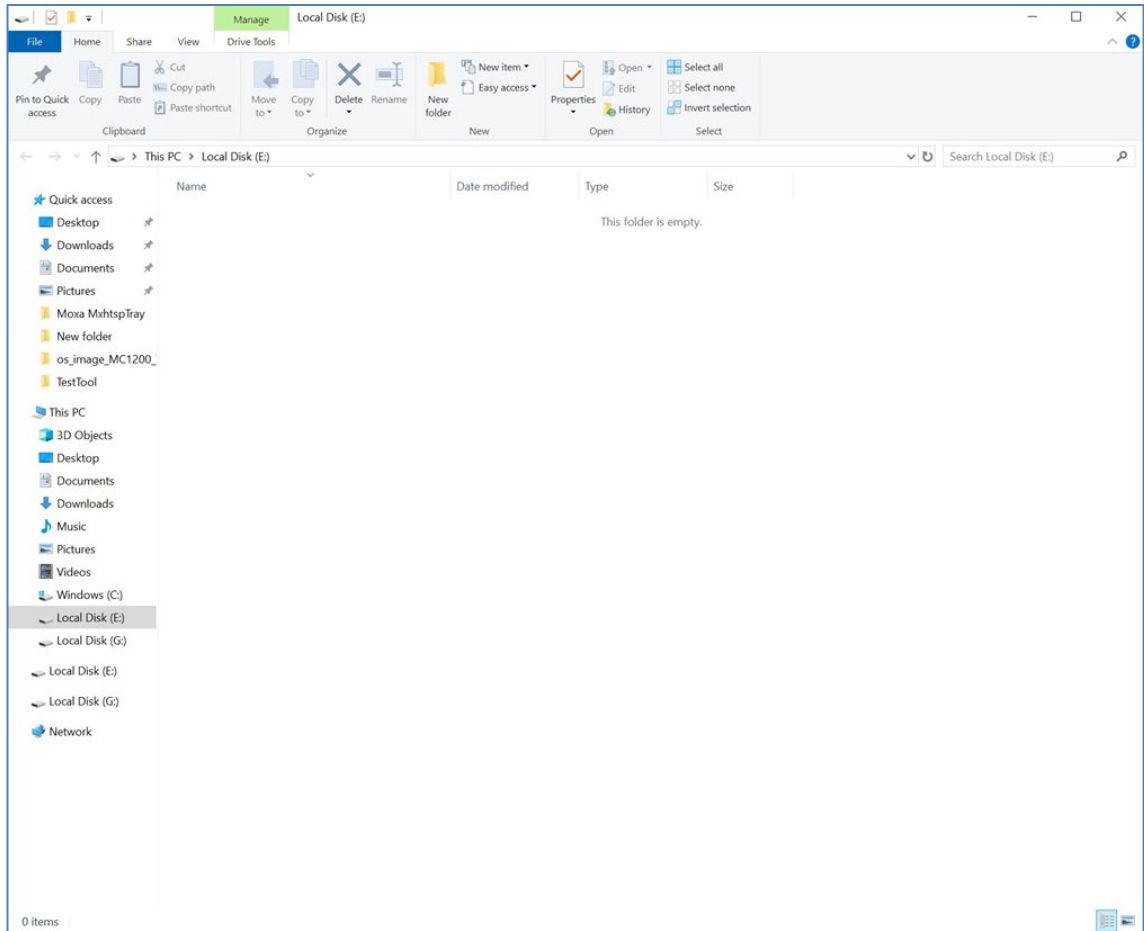 Manage Local Disk (E:)
File Home Share View Drive Tools
Pin to Quick access
Copy
Paste
Cut
Copy path
Paste shortcut
Clipboard
Move to
Copy to
Delete
Rename
Organize
New folder
New item
Easy access
New
Properties
Open
Edit
History
Open
Select all
Select none
Invert selection
Select
This PC > Local Disk (E:)
Search Local Disk (E:)
Name Date modified Type Size
This folder is empty.
Quick access
Desktop
Downloads
Documents
Pictures
Moxa MxhtspTray
New folder
os_image_MC1200_
TestTool
This PC
3D Objects
Desktop
Documents
Downloads
Music
Pictures
Videos
Windows (C:)
Local Disk (E:)
Local Disk (G:)
Local Disk (E:)
Local Disk (G:)
Network
0 items